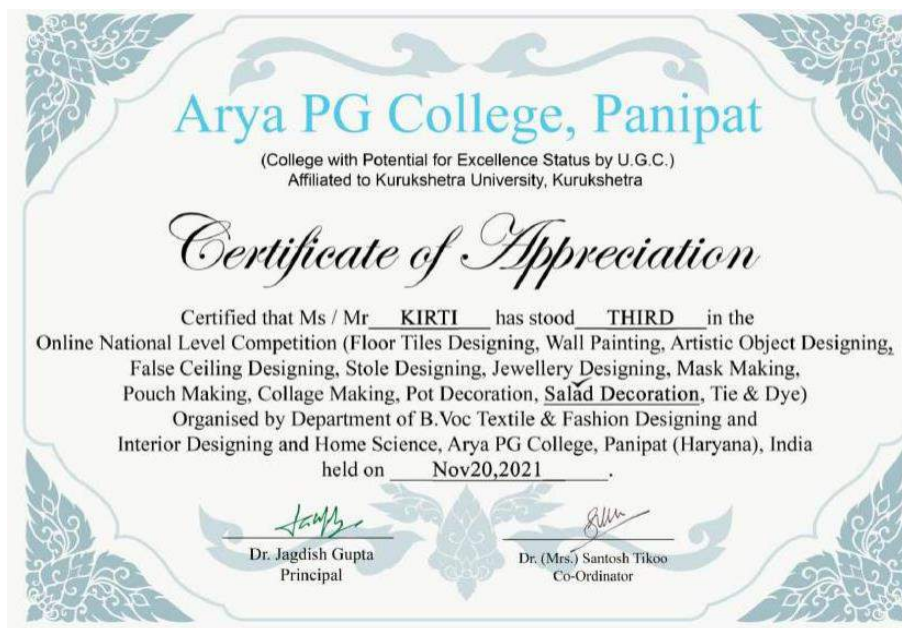 Arya PG College, Panipat
(College with Potential for Excellence Status by U.G.C.)
Affiliated to Kurukshetra University, Kurukshetra
Certificate of Appreciation
Certified that Ms / Mr KIRTI has stood THIRD in the
Online National Level Competition (Floor Tiles Designing, Wall Painting, Artistic Object Designing,
False Ceiling Designing, Stole Designing, Jewellery Designing, Mask Making,
Pouch Making, Collage Making, Pot Decoration, Salad Decoration, Tie & Dye)
Organised by Department of B.Voc Textile & Fashion Designing and
Interior Designing and Home Science, Arya PG College, Panipat (Haryana), India
held on Nov20,2021.
Dr. Jagdish Gupta
Principal
Dr. (Mrs.) Santosh Tikoo
Co-Ordinator